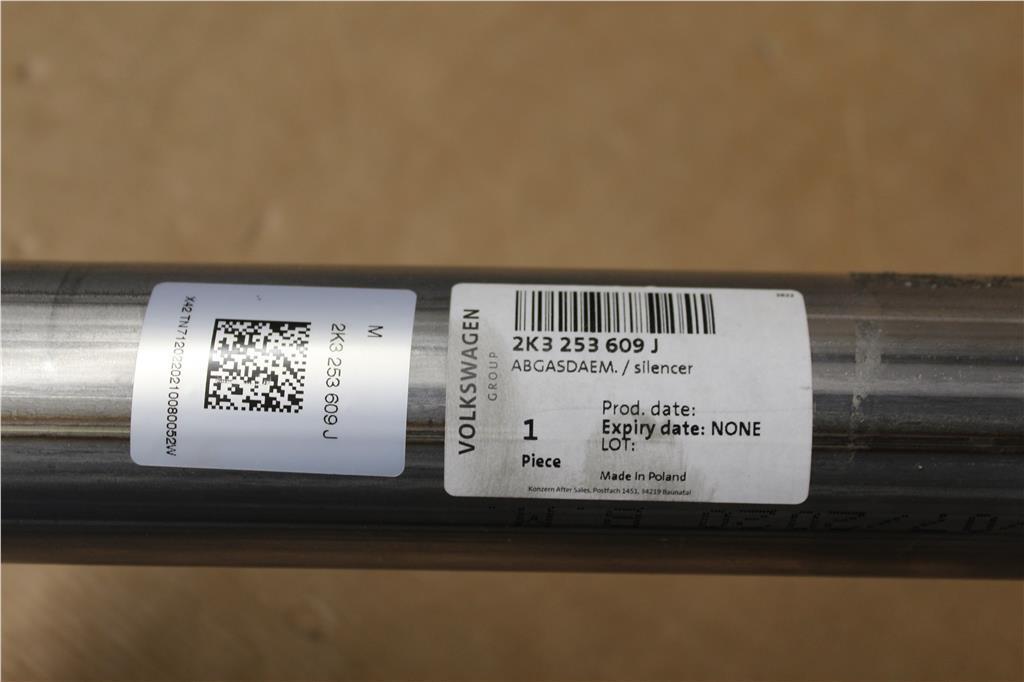 X42 TN7120220210080052W
2K3 253 609 J
M
VOLKSWAGEN
GROUP
2K3 253 609 J
ABGASDAEM. / silencer
1
Piece
Prod. date:
Expiry date: NONE
LOT:
Made In Poland
Konzern After Sales, Postfach 1451, 34219 Baunatal